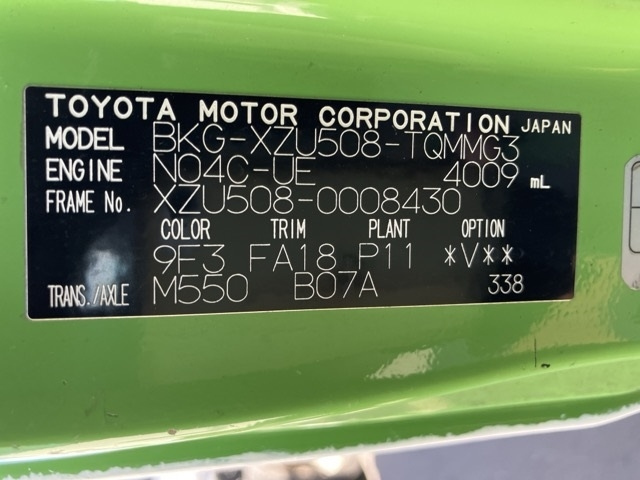 TOYOTA MOTOR CORPORATION JAPAN
MODEL BKG-XZU508-TQMMG3
ENGINE N04C-UE 4009 mL
FRAME No. XZU508-0008430
COLOR TRIM PLANT OPTION
9F3 FA18 P11 *V**
TRANS./AXLE M550 B07A 338